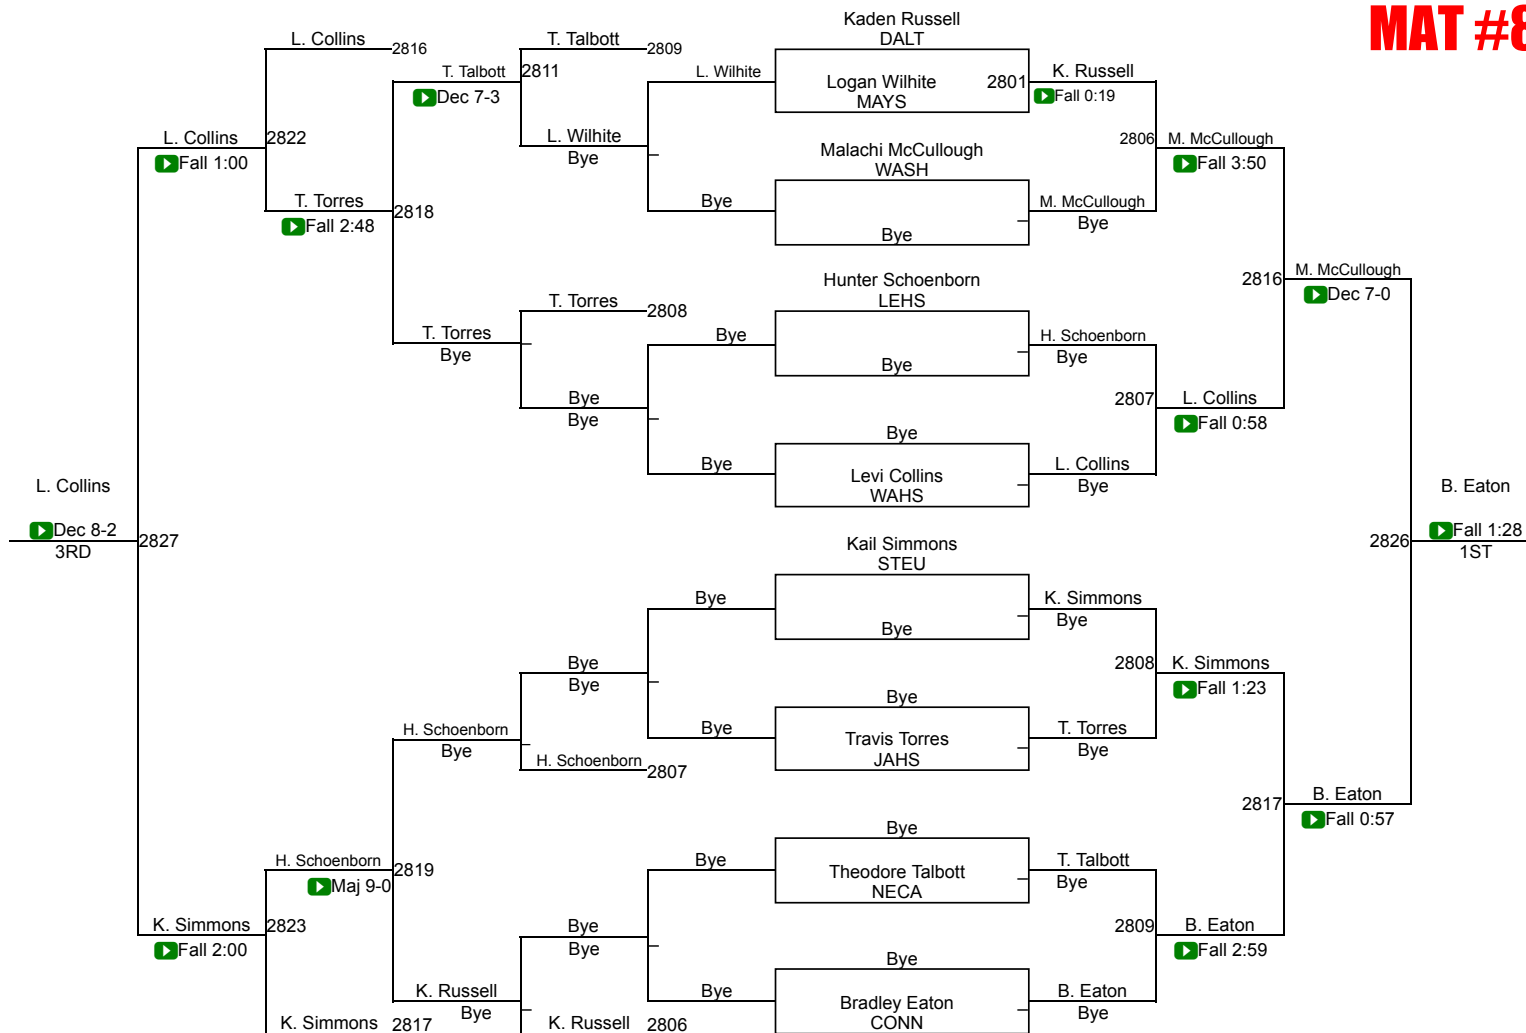 Kaden Russell
MAT #8
L. Collins
2816
T. Talbott
2809
DALT
T. Talbott
2811
L. Wilhite
Logan Wilhite
2801
K. Russell
Dec 7-3
MAYS
Fall 0:19
L. Collins
2822
L. Wilhite
Malachi McCullough
2806
M. McCullough
Fall 1:00
Bye
WASH
Fall 3:50
T. Torres
2818
Bye
M. McCullough
Fall 2:48
Bye
Bye
Hunter Schoenborn
2816
M. McCullough
T. Torres
2808
LEHS
Dec 7-0
T. Torres
Bye
H. Schoenborn
Bye
Bye
Bye
Bye
2807
L. Collins
Bye
Bye
Fall 0:58
Bye
Levi Collins
L. Collins
L. Collins
WAHS
Bye
B. Eaton
Dec 8-2
2827
Kail Simmons
2826
Fall 1:28
3RD
STEU
1ST
Bye
K. Simmons
Bye
Bye
Bye
2808
K. Simmons
Bye
Bye
Fall 1:23
H. Schoenborn
Bye
Travis Torres
T. Torres
Bye
JAHS
Bye
H. Schoenborn
2807
2817
B. Eaton
Bye
Fall 0:57
H. Schoenborn
2819
Bye
Theodore Talbott
T. Talbott
Maj 9-0
NECA
Bye
K. Simmons
2823
Bye
2809
B. Eaton
Fall 2:00
Bye
Bye
Fall 2:59
K. Russell
Bye
Bradley Eaton
B. Eaton
Bye
CONN
Bye
K. Simmons
2817
K. Russell
2806